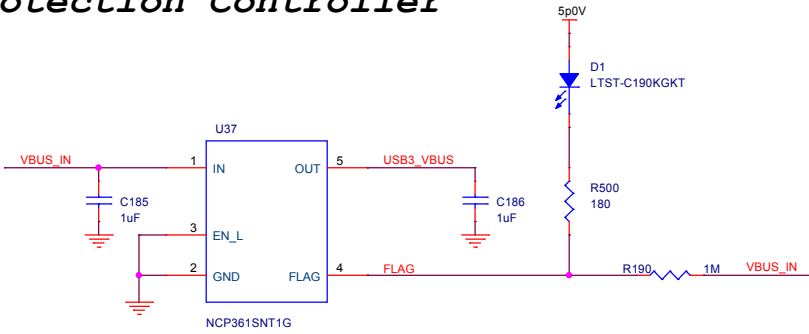 otection Controller
5p0V
D1
LTST-C190KGKT
U37
VBUS_IN
1
IN
OUT
5
USB3_VBUS
C185
1uF
C186
1uF
R500
180
3
EN_L
2
GND
FLAG
4
FLAG
R190
1M
VBUS_IN
NCP361SNT1G